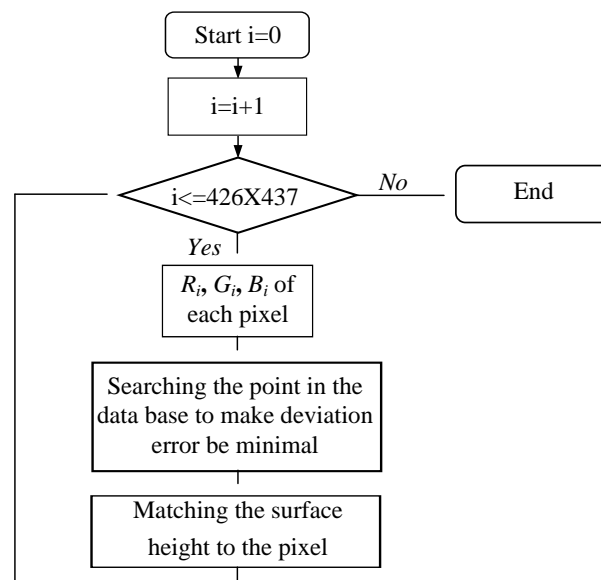 Start i=0
i=i+1
i<=426X437
No
End
Yes
Ri, Gi, Bi of
each pixel
Searching the point in the
data base to make deviation
error be minimal
Matching the surface
height to the pixel